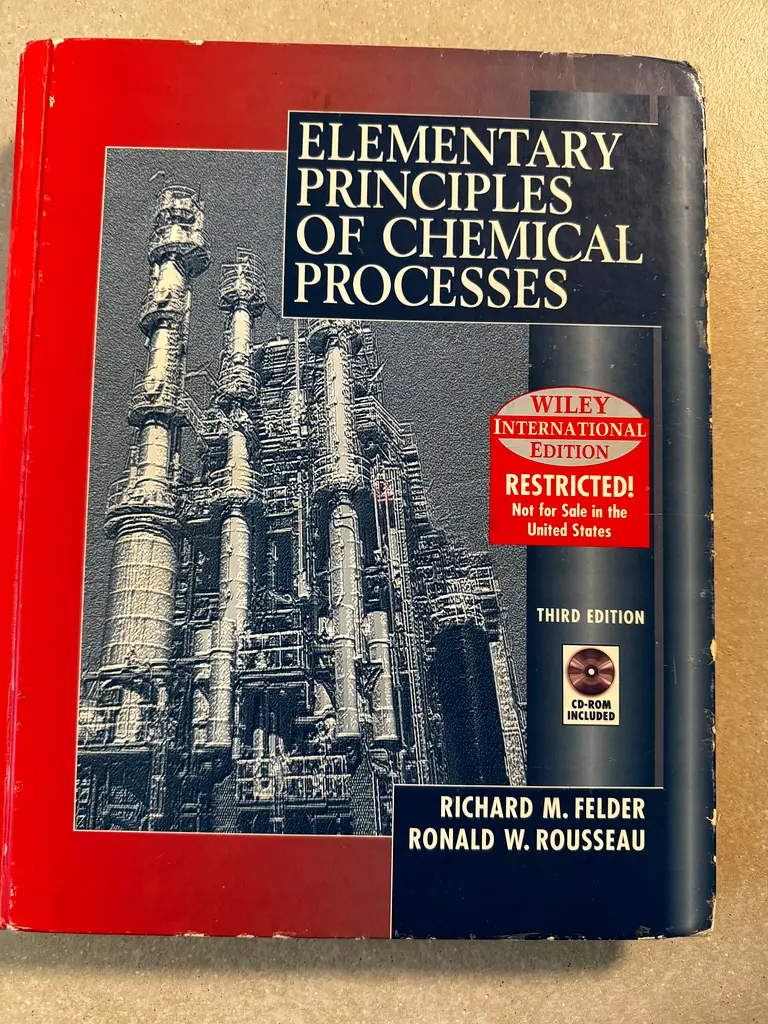 ELEMENTARY
PRINCIPLES
OF CHEMICAL
PROCESSES
WILEY
INTERNATIONAL
EDITION
RESTRICTED!
Not for Sale in the
United States
THIRD EDITION
CD-ROM
INCLUDED
RICHARD M. FELDER
RONALD W. ROUSSEAU